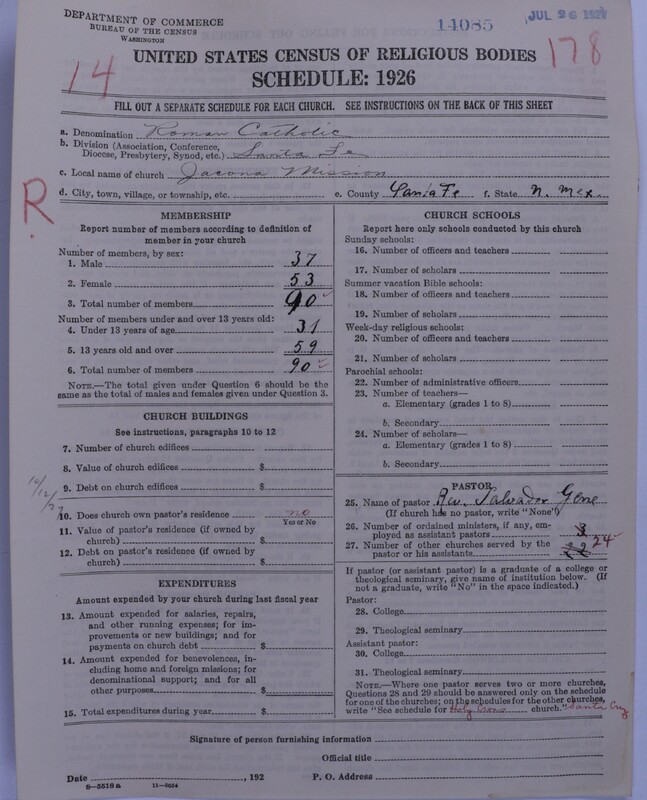 DEPARTMENT OF COMMERCE
BUREAU OF THE CENSUS
WASHINGTON
14085
JUL 26 1927
14
178
UNITED STATES CENSUS OF RELIGIOUS BODIES
SCHEDULE: 1926
FILL OUT A SEPARATE SCHEDULE FOR EACH CHURCH. SEE INSTRUCTIONS ON THE BACK OF THIS SHEET
a. Denomination Roman Catholic
b. Division (Association, Conference,
Diocese, Presbytery, Synod, etc.) Santa Fe
c. Local name of church Jacona Mission
d. City, town, village, or township, etc. e. County Santa Fe f. State N. Mex.
R.
MEMBERSHIP
Report number of members according to definition of
member in your church
Number of members, by sex:
1. Male 37
2. Female 53
3. Total number of members 90
Number of members under and over 13 years old:
4. Under 13 years of age 31
5. 13 years old and over 59
6. Total number of members 90
NOTE.—The total given under Question 6 should be
the same as the total of males and females given under Question 3.
CHURCH BUILDINGS
See instructions, paragraphs 10 to 12
7. Number of church edifices
8. Value of church edifices $
9. Debt on church edifices $
10/12/27
10. Does church own pastor's residence no
Yes or No
11. Value of pastor's residence (if owned by
church) $
12. Debt on pastor's residence (if owned by
church) $
EXPENDITURES
Amount expended by your church during last fiscal year
13. Amount expended for salaries, repairs,
and other running expenses; for im-
provements or new buildings; and for
payments on church debt $
14. Amount expended for benevolences, in-
cluding home and foreign missions; for
denominational support; and for all
other purposes $
15. Total expenditures during year $
CHURCH SCHOOLS
Report here only schools conducted by this church
Sunday schools:
16. Number of officers and teachers
17. Number of scholars
Summer vacation Bible schools:
18. Number of officers and teachers
19. Number of scholars
Week-day religious schools:
20. Number of officers and teachers
21. Number of scholars
Parochial schools:
22. Number of administrative officers
23. Number of teachers—
a. Elementary (grades 1 to 8)
b. Secondary
24. Number of scholars—
a. Elementary (grades 1 to 8)
b. Secondary
PASTOR
25. Name of pastor Rev. Salvador Gene
(If church has no pastor, write "None")
26. Number of ordained ministers, if any, em-
ployed as assistant pastors 3
27. Number of other churches served by the
pastor or his assistants 22 24
If pastor (or assistant pastor) is a graduate of a college or
theological seminary, give name of institution below. (If
not a graduate, write "No" in the space indicated.)
Pastor:
28. College
29. Theological seminary
Assistant pastor:
30. College
31. Theological seminary
NOTE.—Where one pastor serves two or more churches,
Questions 28 and 29 should be answered only on the schedule
for one of the churches; on the schedules for the other churches,
write "See schedule for Holy Cross church." Santa Cruz
Signature of person furnishing information
Official title
Date , 192 P. O. Address
8-5518a 11-8054